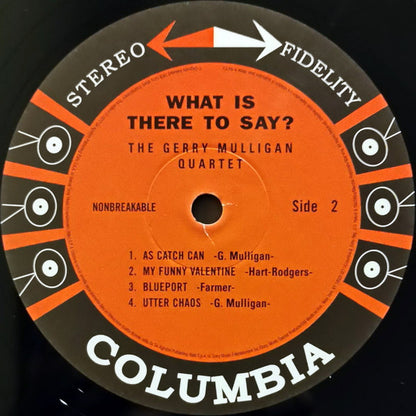 STEREO FIDELITY
WHAT IS
THERE TO SAY?
THE GERRY MULLIGAN
QUARTET
NONBREAKABLE
Side 2
1. AS CATCH CAN -G. Mulligan-
2. MY FUNNY VALENTINE -Hart-Rodgers-
3. BLUEPORT -Farmer-
4. UTTER CHAOS -G. Mulligan-
COLUMBIA